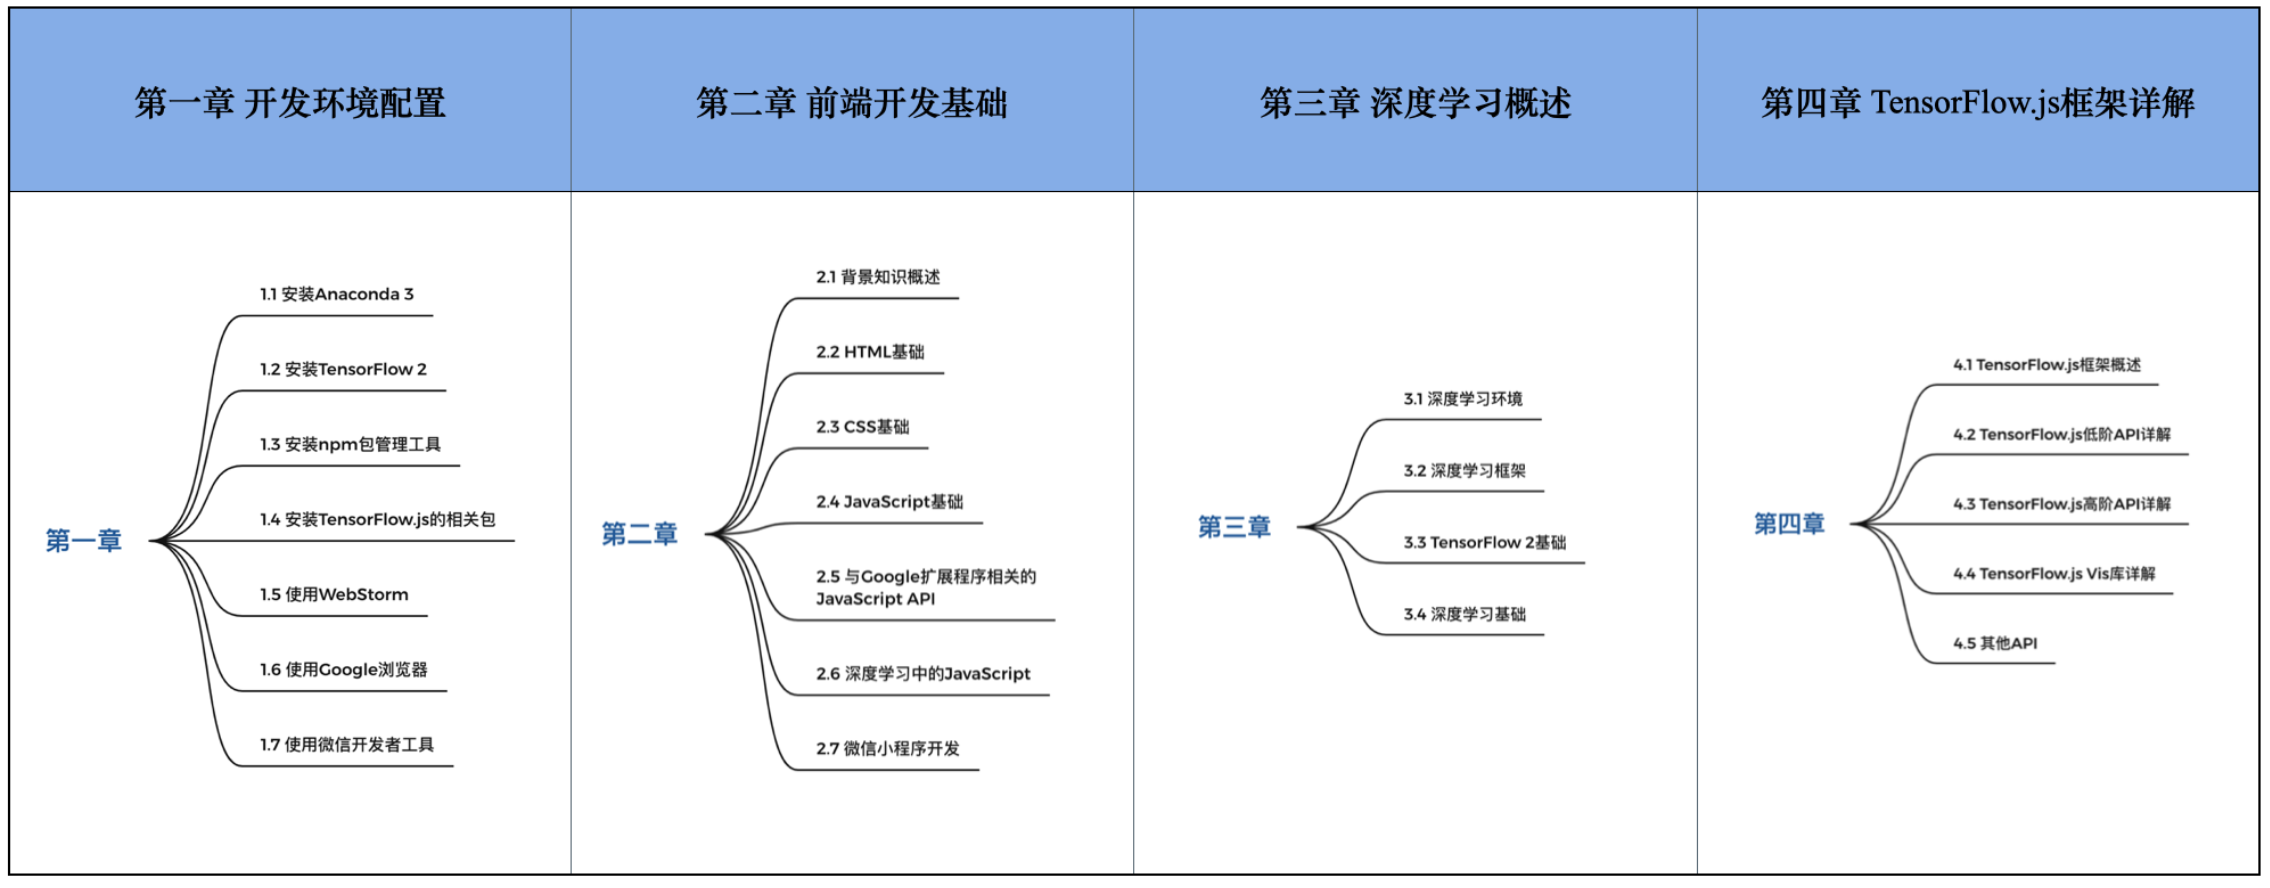 第一章 开发环境配置
第二章 前端开发基础
第三章 深度学习概述
第四章 TensorFlow.js框架详解
第一章
1.1 安装Anaconda 3
1.2 安装TensorFlow 2
1.3 安装npm包管理工具
1.4 安装TensorFlow.js的相关包
1.5 使用WebStorm
1.6 使用Google浏览器
1.7 使用微信开发者工具
第二章
2.1 背景知识概述
2.2 HTML基础
2.3 CSS基础
2.4 JavaScript基础
2.5 与Google扩展程序相关的
JavaScript API
2.6 深度学习中的JavaScript
2.7 微信小程序开发
第三章
3.1 深度学习环境
3.2 深度学习框架
3.3 TensorFlow 2基础
3.4 深度学习基础
第四章
4.1 TensorFlow.js框架概述
4.2 TensorFlow.js低阶API详解
4.3 TensorFlow.js高阶API详解
4.4 TensorFlow.js Vis库详解
4.5 其他API